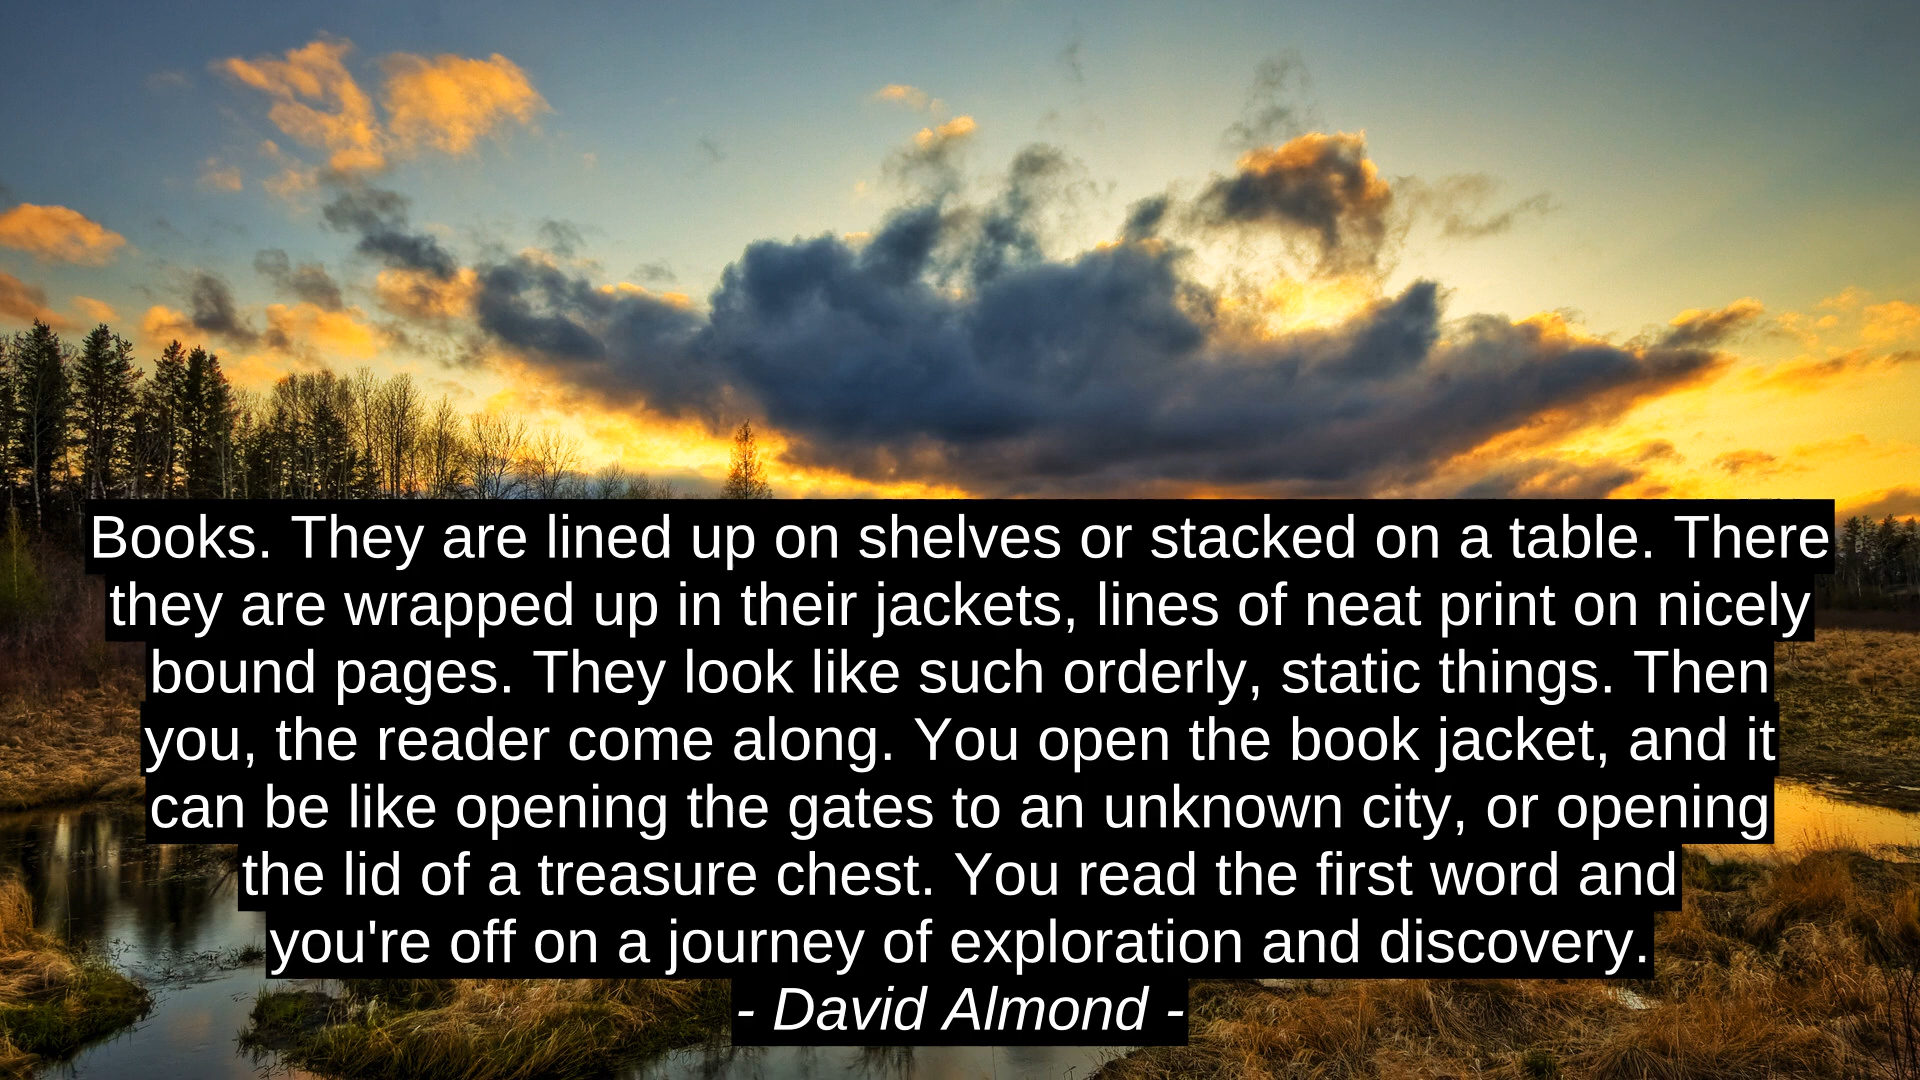 Books. They are lined up on shelves or stacked on a table. There
they are wrapped up in their jackets, lines of neat print on nicely
bound pages. They look like such orderly, static things. Then
you, the reader come along. You open the book jacket, and it
can be like opening the gates to an unknown city, or opening
the lid of a treasure chest. You read the first word and
you're off on a journey of exploration and discovery.
- David Almond -